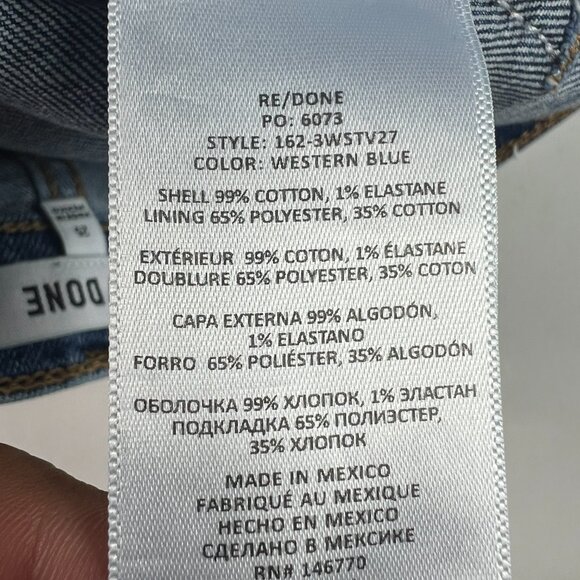 RE/DONE
PO: 6073
STYLE: 162-3WSTV27
COLOR: WESTERN BLUE
SHELL 99% COTTON, 1% ELASTANE
LINING 65% POLYESTER, 35% COTTON
EXTÉRIEUR 99% COTON, 1% ÉLASTANE
DOUBLURE 65% POLYESTER, 35% COTON
CAPA EXTERNA 99% ALGODÓN,
1% ELASTANO
FORRO 65% POLIÉSTER, 35% ALGODÓN
ОБОЛОЧКА 99% ХЛОПОК, 1% ЭЛАСТАН
ПОДКЛАДКА 65% ПОЛИЭСТЕР,
35% ХЛОПОК
MADE IN MEXICO
FABRIQUÉ AU MEXIQUE
HECHO EN MÉXICO
СДЕЛАНО В МЕКСИКЕ
RN# 146770
DONE